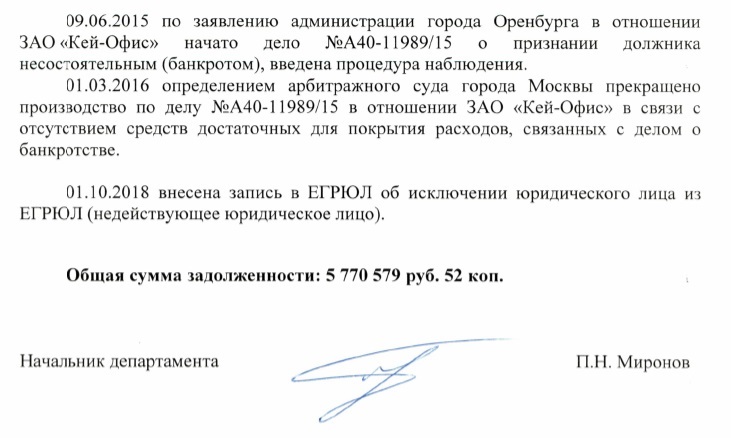 09.06.2015 по заявлению администрации города Оренбурга в отношении
ЗАО «Кей-Офис» начато дело №А40-11989/15 о признании должника
несостоятельным (банкротом), введена процедура наблюдения.
01.03.2016 определением арбитражного суда города Москвы прекращено
производство по делу №А40-11989/15 в отношении ЗАО «Кей-Офис» в связи с
отсутствием средств достаточных для покрытия расходов, связанных с делом о
банкротстве.
01.10.2018 внесена запись в ЕГРЮЛ об исключении юридического лица из
ЕГРЮЛ (недействующее юридическое лицо).
Общая сумма задолженности: 5 770 579 руб. 52 коп.
Начальник департамента П.Н. Миронов